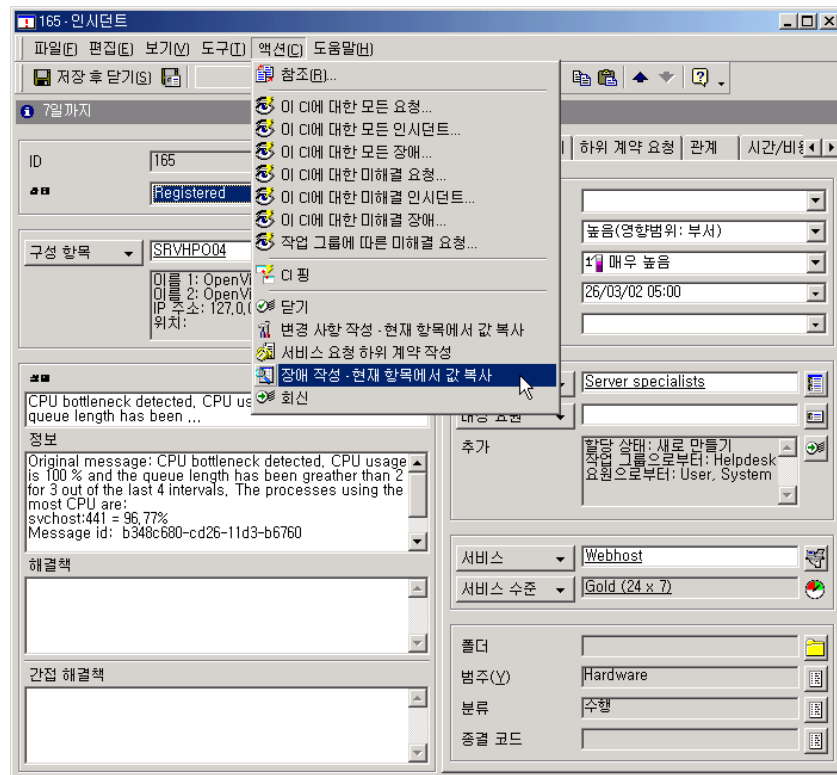 165 - 인시던트
파일(F) 편집(E) 보기(V) 도구(T) 액션(C) 도움말(H)
저장 후 닫기(S)
참조(R)...
이 CI에 대한 모든 요청...
이 CI에 대한 모든 인시던트...
이 CI에 대한 모든 장애...
이 CI에 대한 미해결 요청...
이 CI에 대한 미해결 인시던트...
이 CI에 대한 미해결 장애...
작업 그룹에 따른 미해결 요청...
CI 핑
닫기
변경 사항 작성 - 현재 항목에서 값 복사
서비스 요청 하위 계약 작성
장애 작성 - 현재 항목에서 값 복사
회신
7일까지
하위 계약 요청 관계 시간/비용
ID 165
Registered
구성 항목 SRVHPO04
이름 1: OpenVi
이름 2: OpenVi
IP 주소: 127.0.0
위치:
높음(영향범위: 부서)
매우 높음
26/03/02 05:00
CPU bottleneck detected, CPU us
queue length has been ...
정보
Original message: CPU bottleneck detected, CPU usage
is 100 % and the queue length has been greather than 2
for 3 out of the last 4 intervals, The processes using the
most CPU are:
svchost:441 = 96,77%
Message id: b348c680-cd26-11d3-b6760
해결책
간접 해결책
Server specialists
대상 요원
추가
할당 상태: 새로 만들기
작업 그룹으로부터: Helpdesk
요원으로부터: User, System
서비스 Webhost
서비스 수준 Gold (24 x 7)
폴더
범주(Y) Hardware
분류 수행
종결 코드